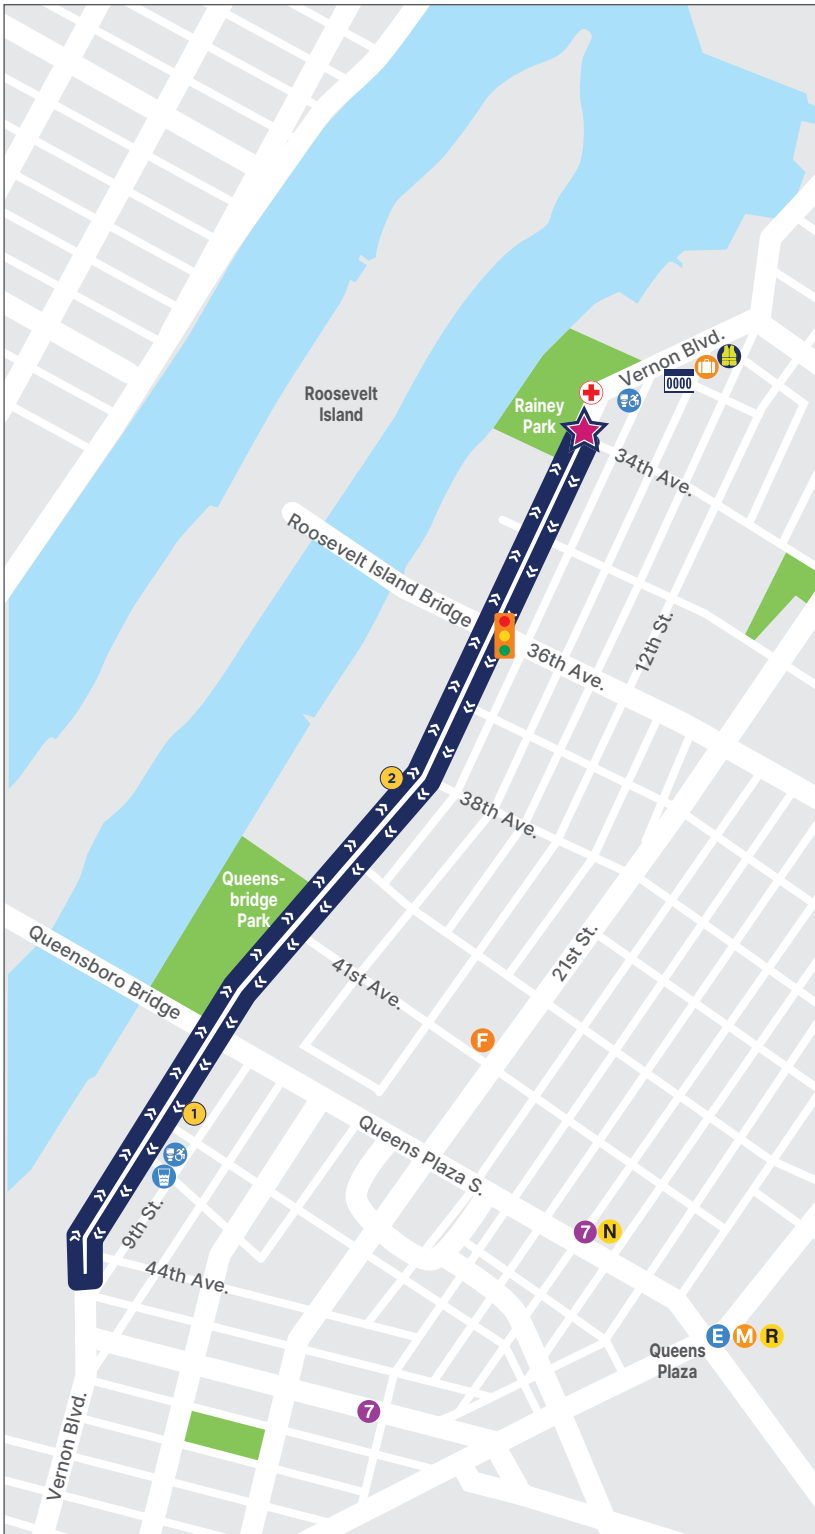 Vernon Blvd.
0000
Rainey
Park
Roosevelt
Island
34th Ave.
Roosevelt Island Bridge
12th St.
36th Ave.
2
38th Ave.
Queens-
bridge
Park
Queensboro Bridge
41st Ave.
21st St.
F
1
Queens Plaza S.
9th St.
7 N
44th Ave.
E M R
Queens
Plaza
7
Vernon Blvd.